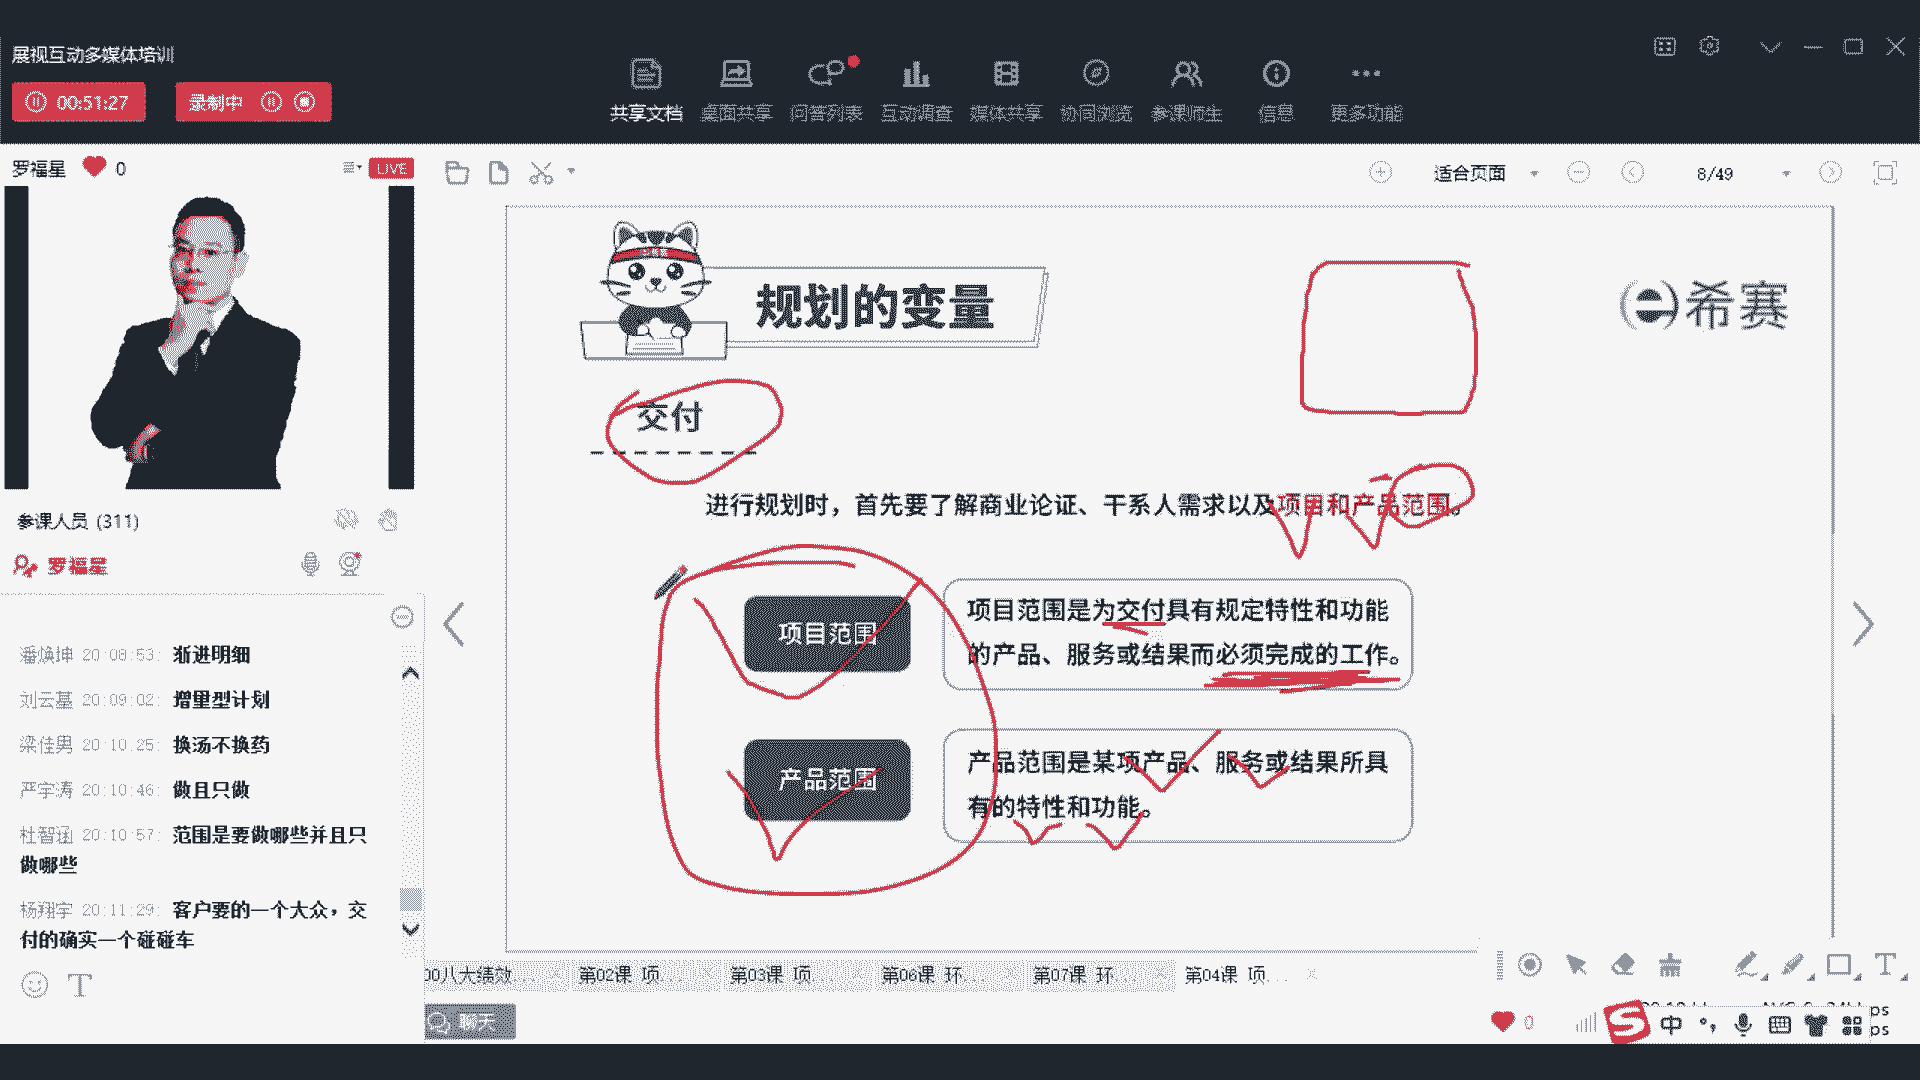 展视互动多媒体培训
00:51:27
录制中
共享文档
桌面共享
问答列表
互动调查
媒体共享
协同浏览
参课师生
信息
更多功能
罗福星
0
LIVE
适合页面
8/49
规划的变量
希赛
交付
进行规划时，首先要了解商业论证、干系人需求以及项目和产品范围。
项目范围
项目范围是为交付具有规定特性和功能
的产品、服务或结果而必须完成的工作。
产品范围
产品范围是某项产品、服务或结果所具
有的特性和功能。
参课人员 (311)
罗福星
潘焕坤 20:08:53: 渐进明细
刘云基 20:09:02: 增量型计划
梁佳男 20:10:25: 换汤不换药
严宇涛 20:10:46: 做且只做
杜智涵 20:10:57: 范围是要做哪些并且只
做哪些
杨翔宇 20:11:29: 客户要的一个大众，交
付的确实一个碰碰车
00八大绩效...
第02课 项...
第03课 项...
第06课 环...
第07课 环...
第04课 项...
聊天
0
中
ps
ps